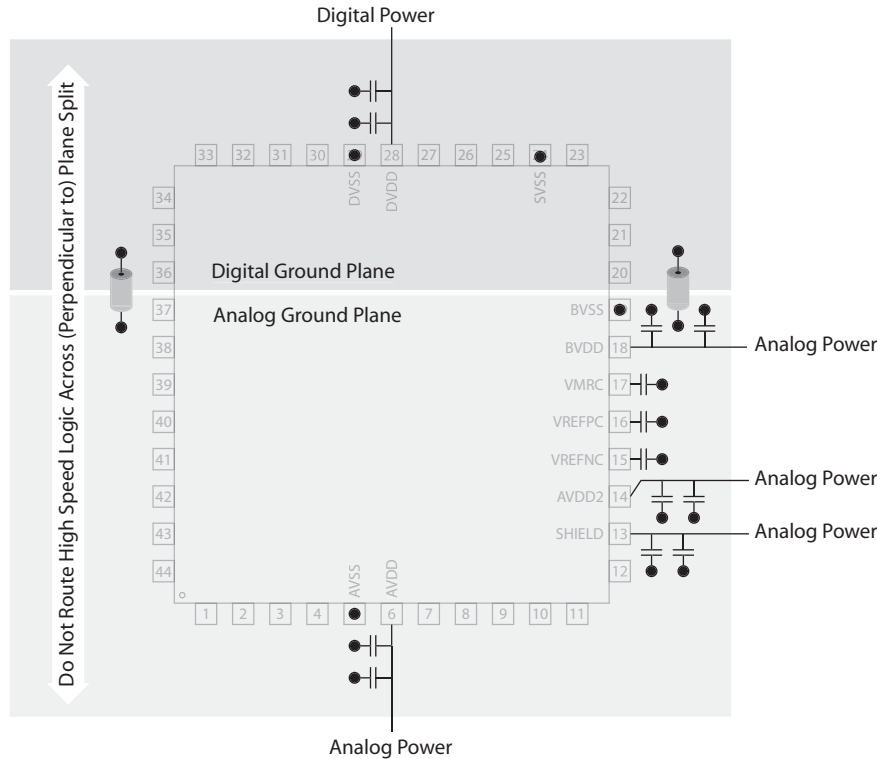 Digital Power
Do Not Route High Speed Logic Across (Perpendicular to) Plane Split
33 32 31 30 28 27 26 25 23
DVSS DVDD SVSS
34 22
35 21
36 Digital Ground Plane 20
37 Analog Ground Plane BVSS
38 BVDD 18 Analog Power
39 VMRC 17
40 VREFPC 16
41 VREFNC 15
42 AVDD2 14 Analog Power
43 SHIELD 13 Analog Power
44 12
AVSS AVDD
1 2 3 4 6 7 8 9 10 11
Analog Power